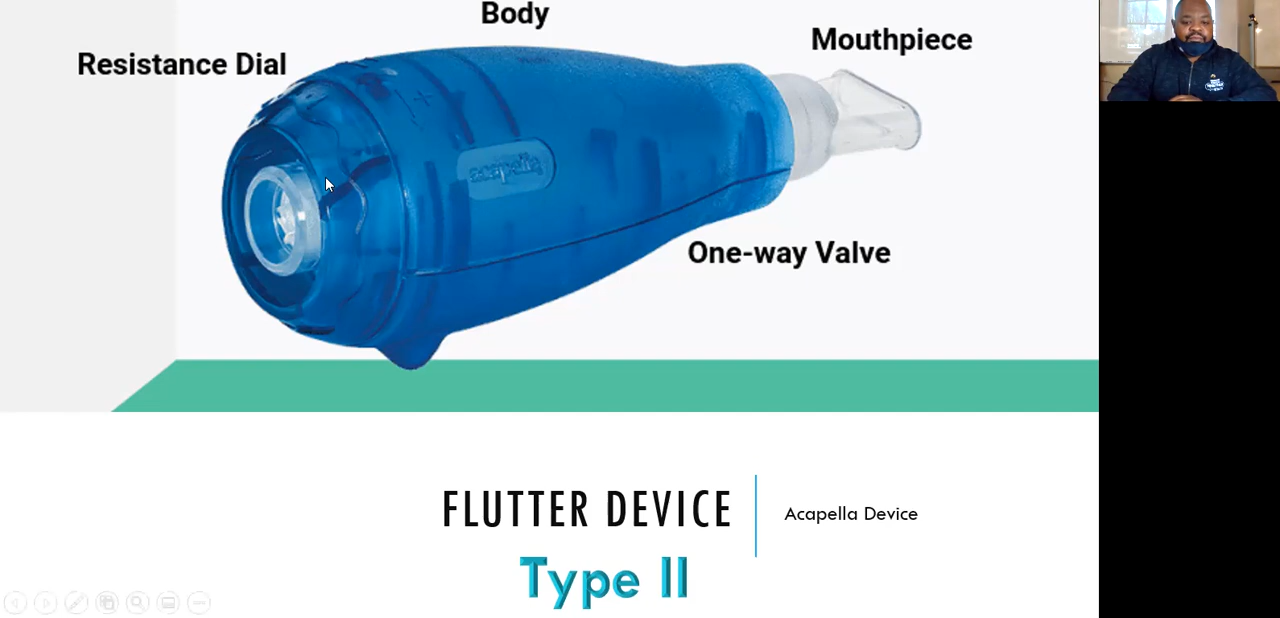 Body
Mouthpiece
Resistance Dial
acapella
One-way Valve
FLUTTER DEVICE
Acapella Device
Type II